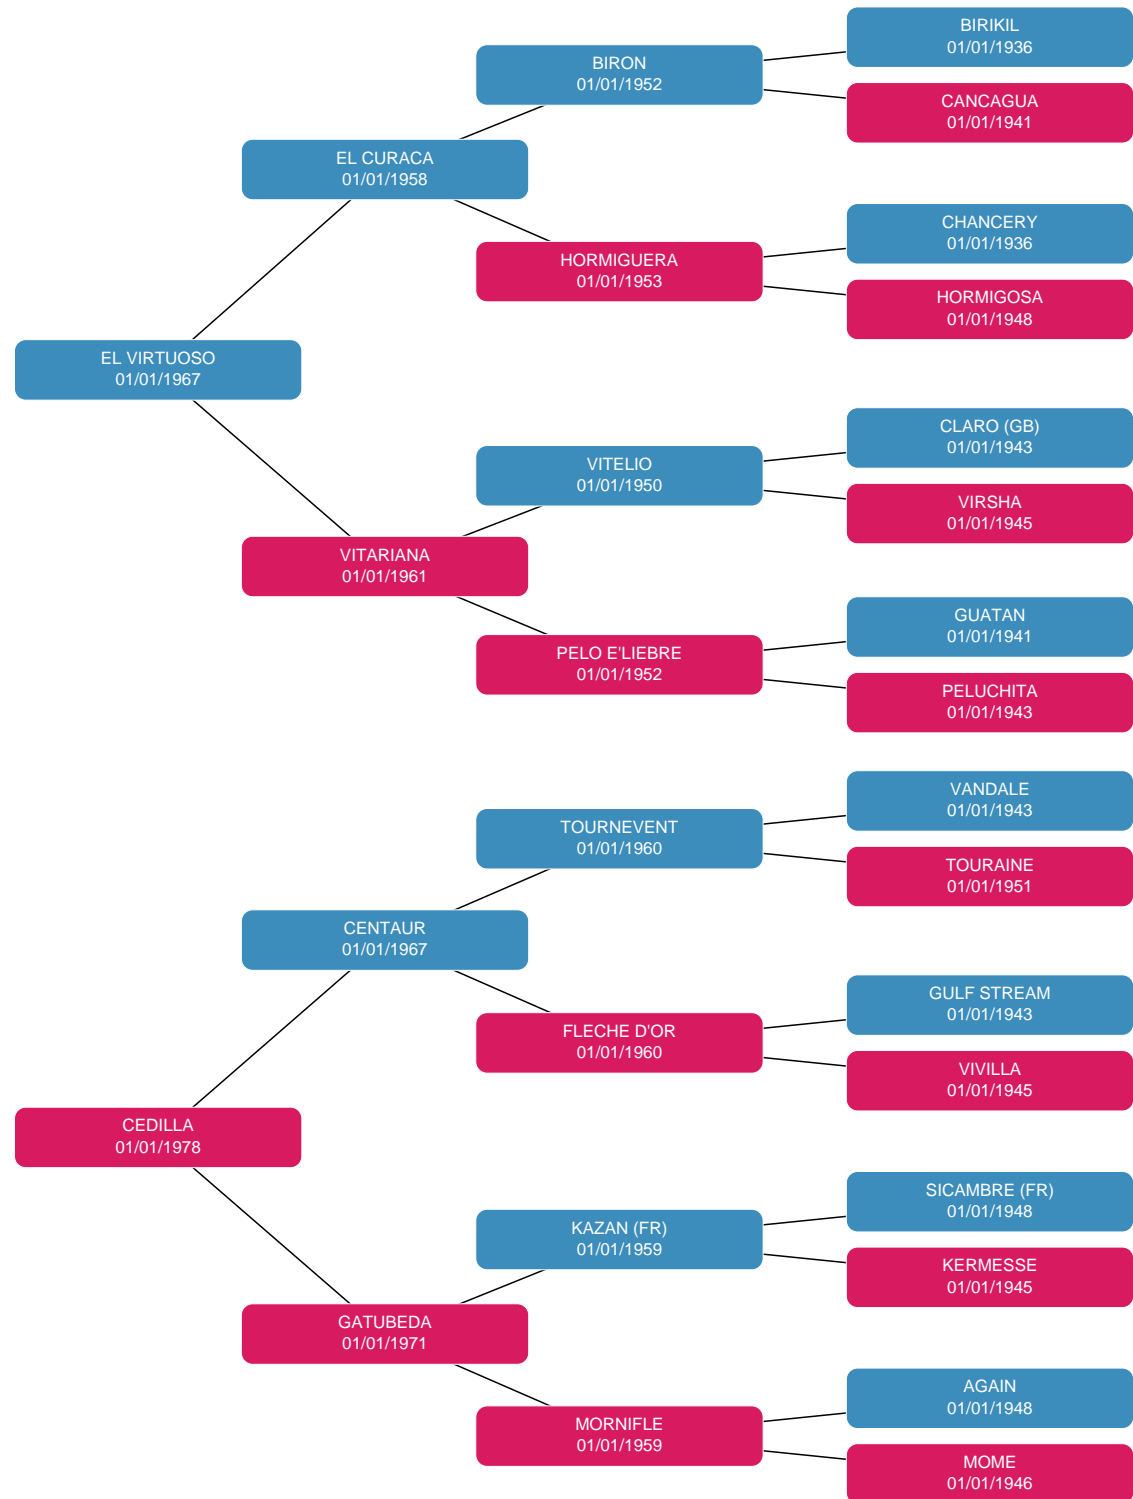 BIRIKIL
01/01/1936
BIRON
01/01/1952
CANCAGUA
01/01/1941
EL CURACA
01/01/1958
CHANCERY
01/01/1936
HORMIGUERA
01/01/1953
HORMIGOSA
01/01/1948
EL VIRTUOSO
01/01/1967
CLARO (GB)
01/01/1943
VITELIO
01/01/1950
VIRSHA
01/01/1945
VITARIANA
01/01/1961
GUATAN
01/01/1941
PELO E'LIEBRE
01/01/1952
PELUCHITA
01/01/1943
VANDALE
01/01/1943
TOURNEVENT
01/01/1960
TOURAINE
01/01/1951
CENTAUR
01/01/1967
GULF STREAM
01/01/1943
FLECHE D'OR
01/01/1960
VIVILLA
01/01/1945
CEDILLA
01/01/1978
SICAMBRE (FR)
01/01/1948
KAZAN (FR)
01/01/1959
KERMESSE
01/01/1945
GATUBEDA
01/01/1971
AGAIN
01/01/1948
MORNIFLE
01/01/1959
MOME
01/01/1946